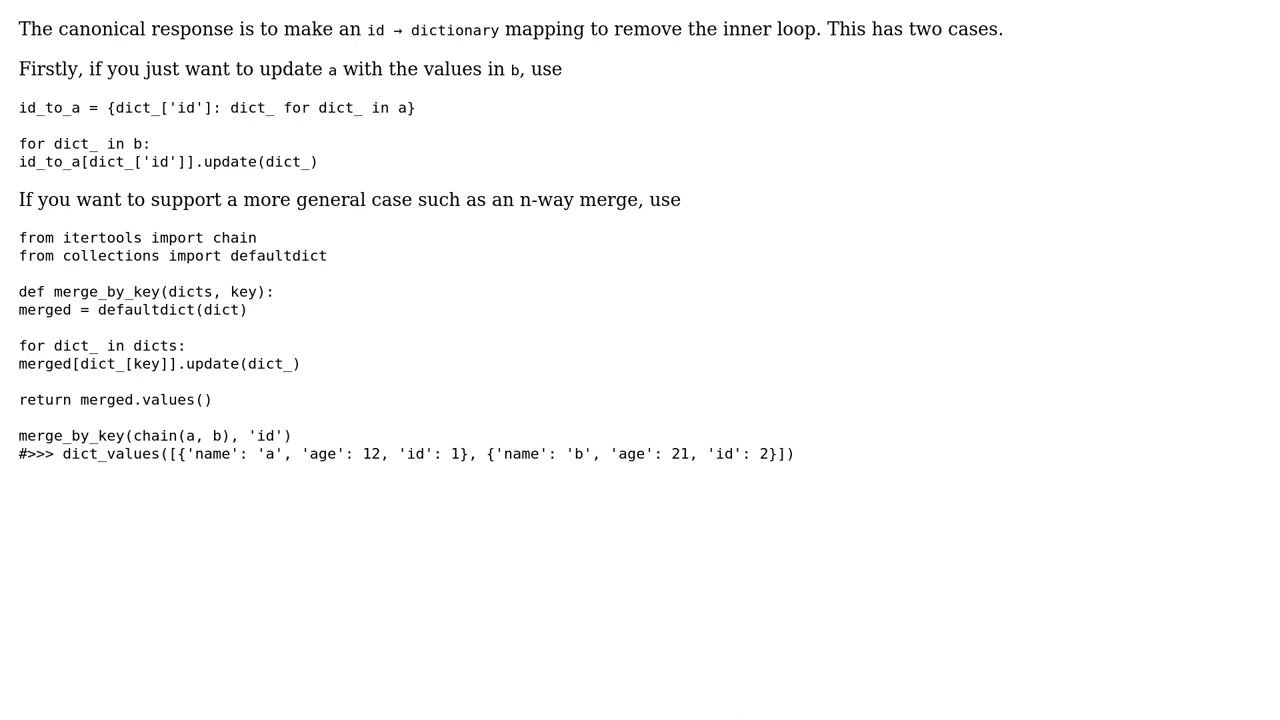 The canonical response is to make an id → dictionary mapping to remove the inner loop. This has two cases.
Firstly, if you just want to update a with the values in b, use
id_to_a = {dict_['id']: dict_ for dict_ in a}
for dict_ in b:
id_to_a[dict_['id']].update(dict_)
If you want to support a more general case such as an n-way merge, use
from itertools import chain
from collections import defaultdict
def merge_by_key(dicts, key):
merged = defaultdict(dict)
for dict_ in dicts:
merged[dict_[key]].update(dict_)
return merged.values()
merge_by_key(chain(a, b), 'id')
#>>> dict_values([{'name': 'a', 'age': 12, 'id': 1}, {'name': 'b', 'age': 21, 'id': 2}])